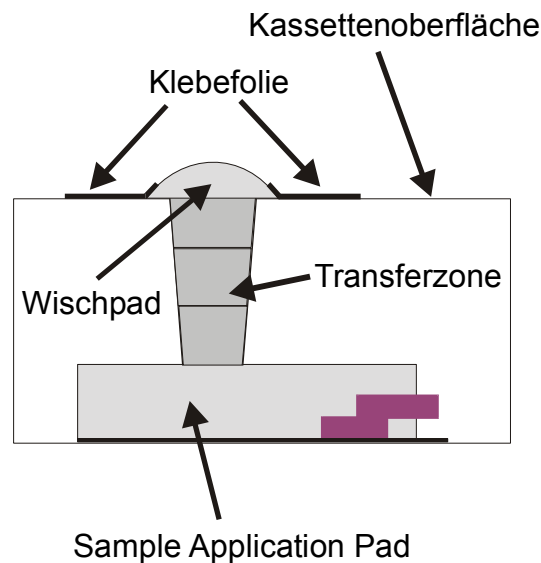 Kassettenoberfläche
Klebefolie
Transferzone
Wischpad
Sample Application Pad